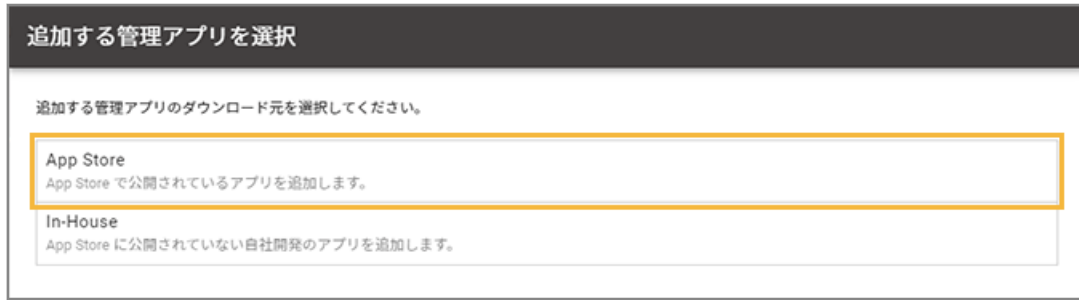 追加する管理アプリを選択
追加する管理アプリのダウンロード元を選択してください。
App Store
App Store で公開されているアプリを追加します。
In-House
App Store に公開されていない自社開発のアプリを追加します。